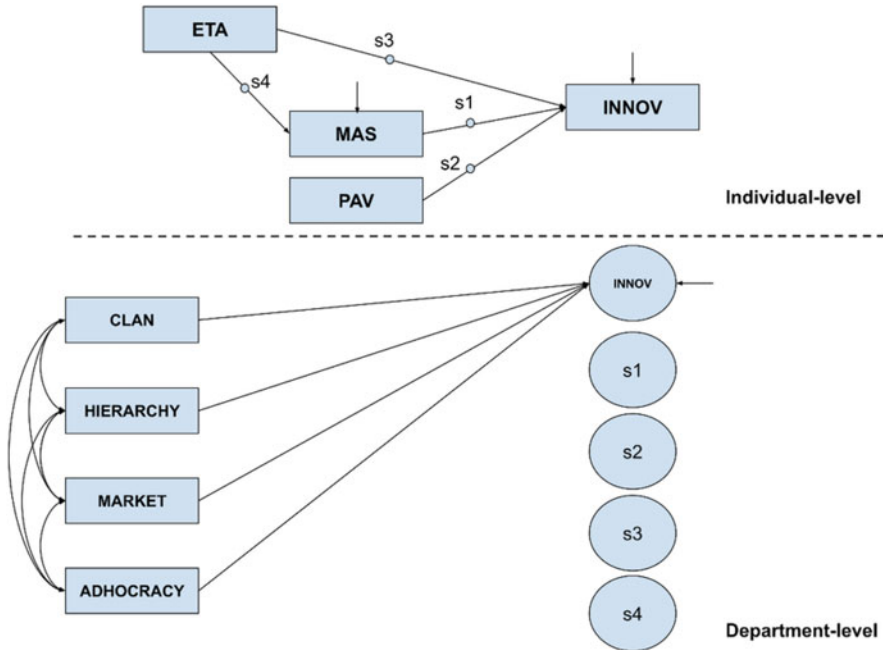 ETA
s3
s4
s1
INNOV
MAS
s2
PAV
Individual-level
INNOV
CLAN
s1
HIERARCHY
s2
MARKET
s3
ADHOCRACY
s4
Department-level